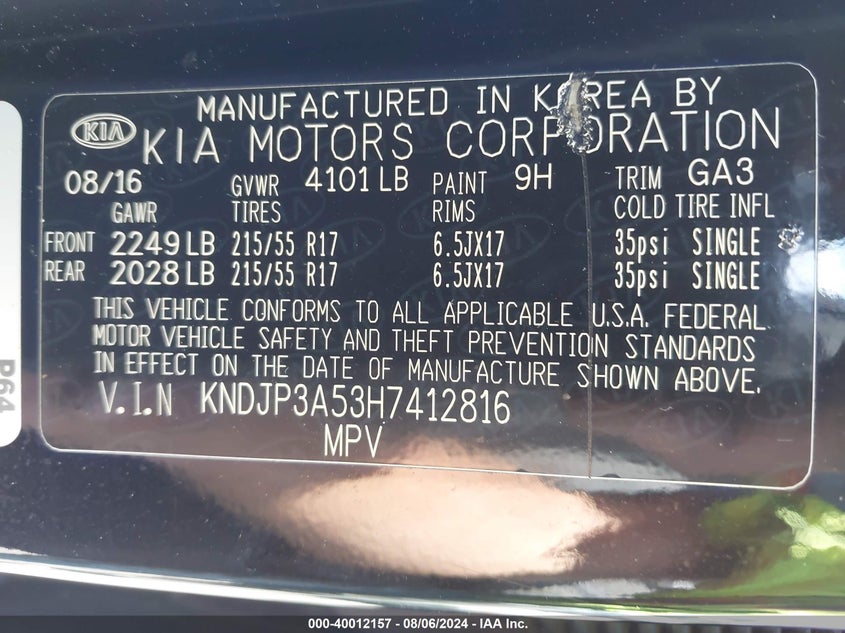 MANUFACTURED IN KOREA BY
KIA KIA MOTORS CORPORATION
08/16 GVWR 4101 LB PAINT 9H TRIM GA3
GAWR TIRES RIMS COLD TIRE INFL
FRONT 2249 LB 215/55 R17 6.5JX17 35psi SINGLE
REAR 2028 LB 215/55 R17 6.5JX17 35psi SINGLE
THIS VEHICLE CONFORMS TO ALL APPLICABLE U.S.A. FEDERAL
MOTOR VEHICLE SAFETY AND THEFT PREVENTION STANDARDS
IN EFFECT ON THE DATE OF MANUFACTURE SHOWN ABOVE.
V.I.N KNDJP3A53H7412816
MPV
P64
000-40012157 - 08/06/2024 - IAA Inc.